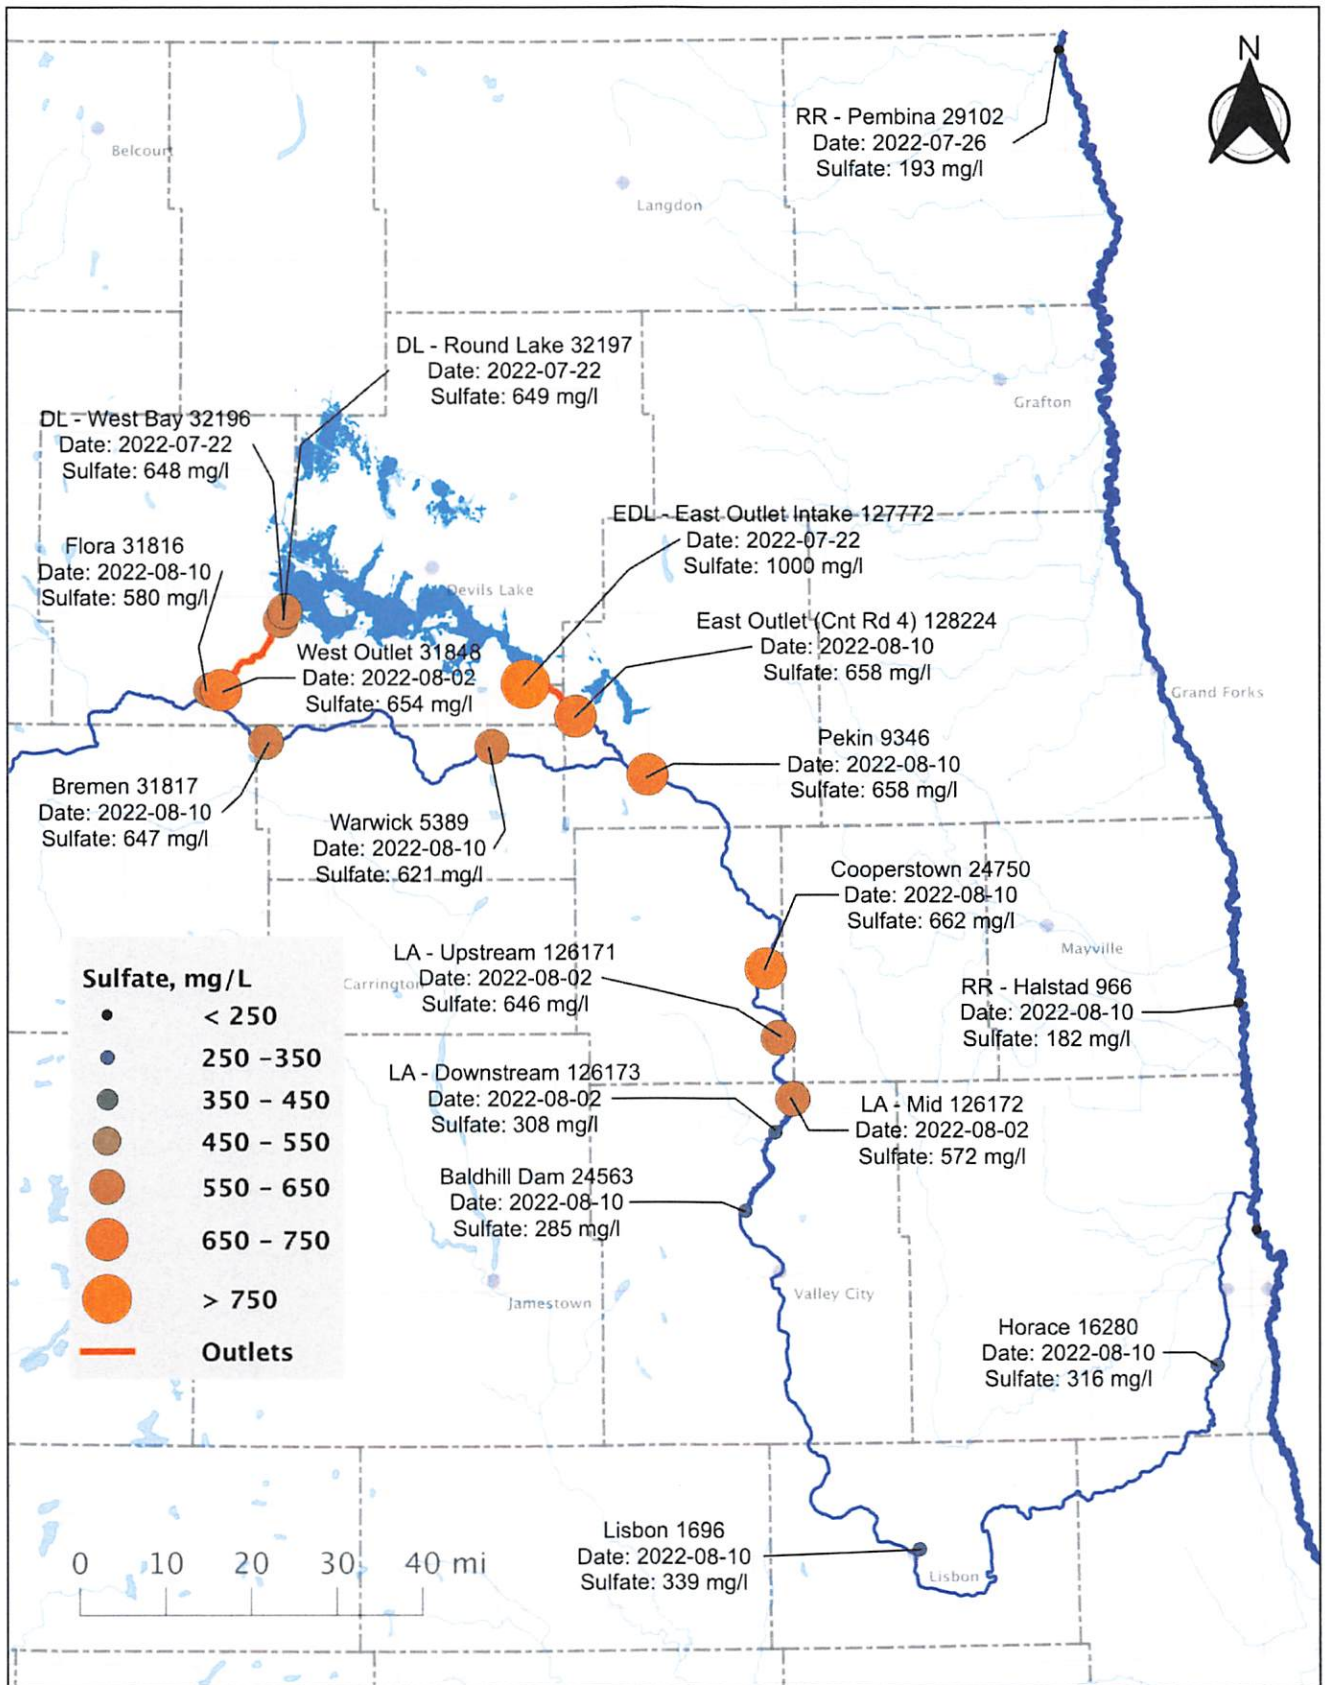 N
RR - Pembina 29102
Date: 2022-07-26
Sulfate: 193 mg/l
Belcourt
Langdon
DL - Round Lake 32197
Date: 2022-07-22
Sulfate: 649 mg/l
Grafton
DL - West Bay 32196
Date: 2022-07-22
Sulfate: 648 mg/l
EDL - East Outlet Intake 127772
Date: 2022-07-22
Sulfate: 1000 mg/l
Flora 31816
Date: 2022-08-10
Sulfate: 580 mg/l
Devils Lake
East Outlet (Cnt Rd 4) 128224
Date: 2022-08-10
Sulfate: 658 mg/l
West Outlet 31848
Date: 2022-08-02
Sulfate: 654 mg/l
Grand Forks
Pekin 9346
Date: 2022-08-10
Sulfate: 658 mg/l
Bremen 31817
Date: 2022-08-10
Sulfate: 647 mg/l
Warwick 5389
Date: 2022-08-10
Sulfate: 621 mg/l
Cooperstown 24750
Date: 2022-08-10
Sulfate: 662 mg/l
LA - Upstream 126171
Date: 2022-08-02
Sulfate: 646 mg/l
Carrington
Mayville
RR - Halstad 966
Date: 2022-08-10
Sulfate: 182 mg/l
LA - Downstream 126173
Date: 2022-08-02
Sulfate: 308 mg/l
LA - Mid 126172
Date: 2022-08-02
Sulfate: 572 mg/l
Baldhill Dam 24563
Date: 2022-08-10
Sulfate: 285 mg/l
Sulfate, mg/L
< 250
250 -350
350 - 450
450 - 550
550 - 650
650 - 750
> 750
Outlets
Jamestown
Valley City
Horace 16280
Date: 2022-08-10
Sulfate: 316 mg/l
Lisbon 1696
Date: 2022-08-10
Sulfate: 339 mg/l
Lisbon
0 10 20 30 40 mi